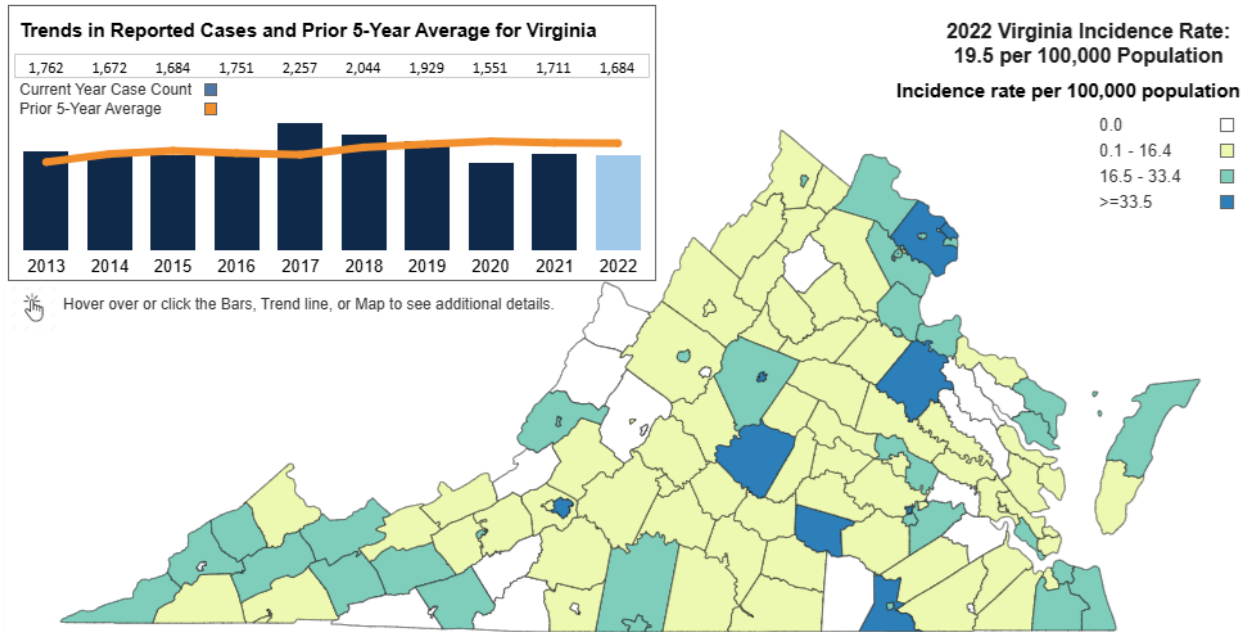 Trends in Reported Cases and Prior 5-Year Average for Virginia
1,762 1,672 1,684 1,751 2,257 2,044 1,929 1,551 1,711 1,684
Current Year Case Count
Prior 5-Year Average
2013 2014 2015 2016 2017 2018 2019 2020 2021 2022
Hover over or click the Bars, Trend line, or Map to see additional details.
2022 Virginia Incidence Rate:
19.5 per 100,000 Population
Incidence rate per 100,000 population
0.0
0.1 - 16.4
16.5 - 33.4
>=33.5